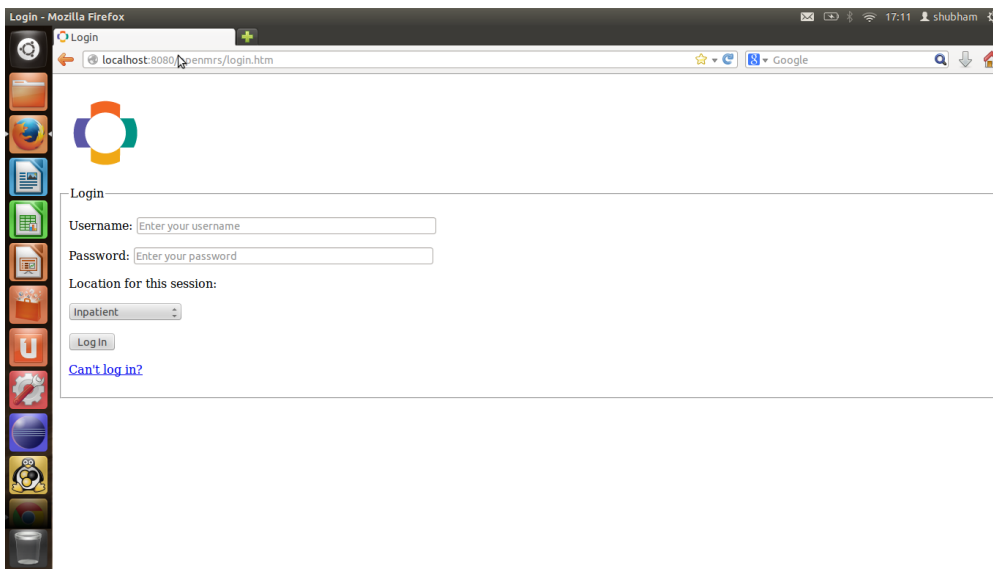 Login - Mozilla Firefox
17:11 shubham
Login
localhost:8080/openmrs/login.htm
Google
Login
Username: Enter your username
Password: Enter your password
Location for this session:
Inpatient
Log In
Can't log in?